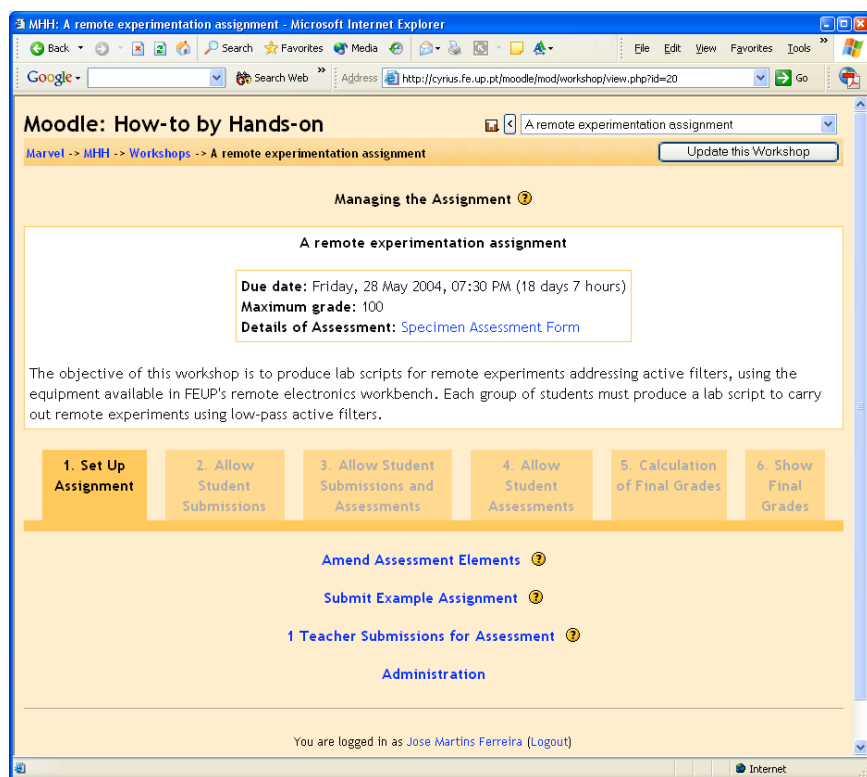 MHH: A remote experimentation assignment - Microsoft Internet Explorer
Back Search Favorites Media File Edit View Favorites Tools »
Google Search Web » Address http://cyrius.fe.up.pt/moodle/mod/workshop/view.php?id=20 Go
Moodle: How-to by Hands-on < A remote experimentation assignment
Marvel -> MHH -> Workshops -> A remote experimentation assignment Update this Workshop
Managing the Assignment ?
A remote experimentation assignment
Due date: Friday, 28 May 2004, 07:30 PM (18 days 7 hours)
Maximum grade: 100
Details of Assessment: Specimen Assessment Form
The objective of this workshop is to produce lab scripts for remote experiments addressing active filters, using the
equipment available in FEUP's remote electronics workbench. Each group of students must produce a lab script to carry
out remote experiments using low-pass active filters.
1. Set Up
Assignment
2. Allow
Student
Submissions
3. Allow Student
Submissions and
Assessments
4. Allow
Student
Assessments
5. Calculation
of Final Grades
6. Show
Final
Grades
Amend Assessment Elements ?
Submit Example Assignment ?
1 Teacher Submissions for Assessment ?
Administration
You are logged in as Jose Martins Ferreira (Logout)
Internet